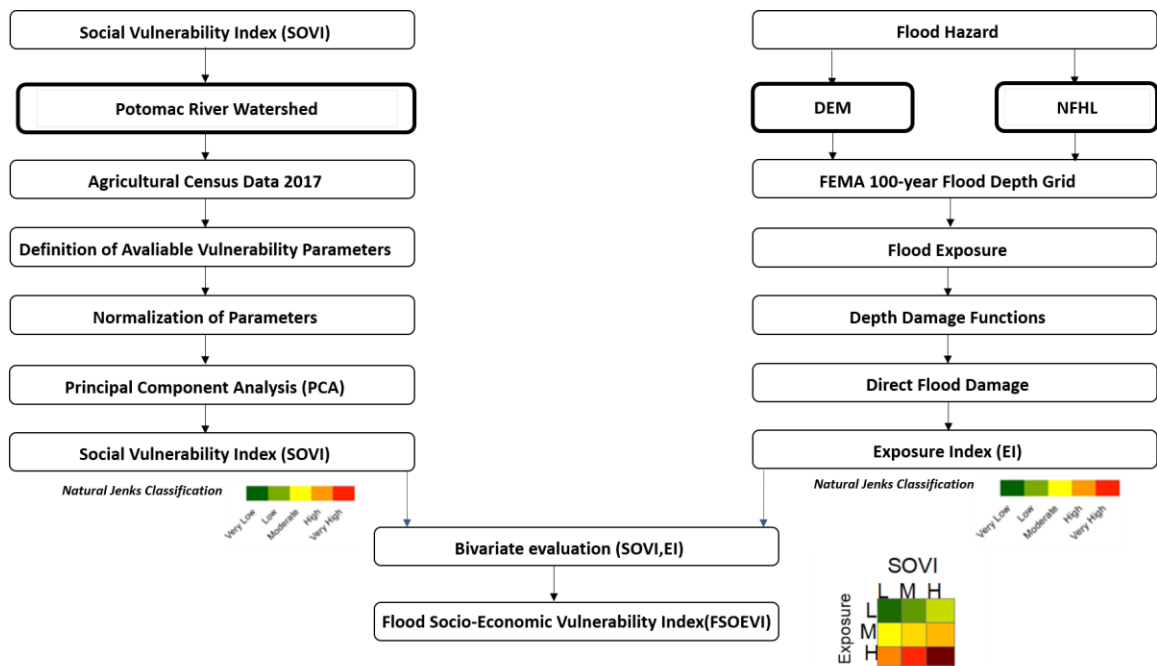 Social Vulnerability Index (SOVI)
Potomac River Watershed
Agricultural Census Data 2017
Definition of Avaliable Vulnerability Parameters
Normalization of Parameters
Principal Component Analysis (PCA)
Social Vulnerability Index (SOVI)
Natural Jenks Classification
Very Low
Low
Moderate
High
Very High
Flood Hazard
DEM
NFHL
FEMA 100-year Flood Depth Grid
Flood Exposure
Depth Damage Functions
Direct Flood Damage
Exposure Index (EI)
Natural Jenks Classification
Very Low
Low
Moderate
High
Very High
Bivariate evaluation (SOVI,EI)
Flood Socio-Economic Vulnerability Index(FSOEVI)
SOVI
L M H
Exposure
L
M
H